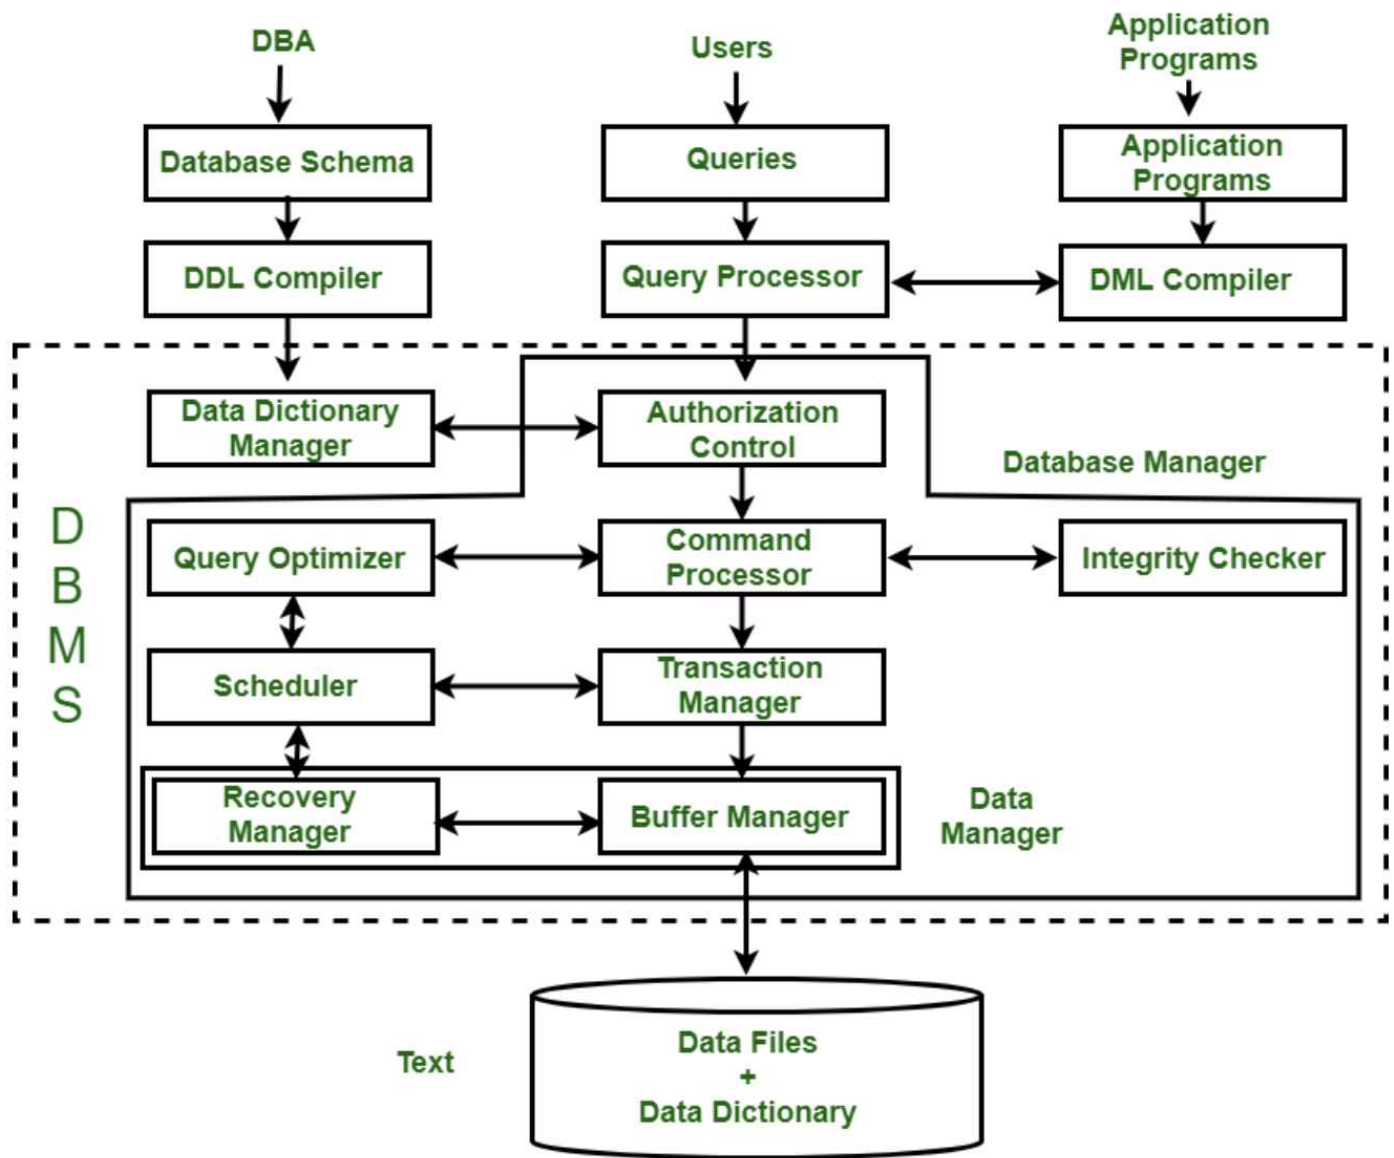 DBA
Users
Application
Programs
Database Schema
Queries
Application
Programs
DDL Compiler
Query Processor
DML Compiler
Data Dictionary
Manager
Authorization
Control
Database Manager
D
B
M
S
Query Optimizer
Command
Processor
Integrity Checker
Scheduler
Transaction
Manager
Recovery
Manager
Buffer Manager
Data
Manager
Text
Data Files
+
Data Dictionary